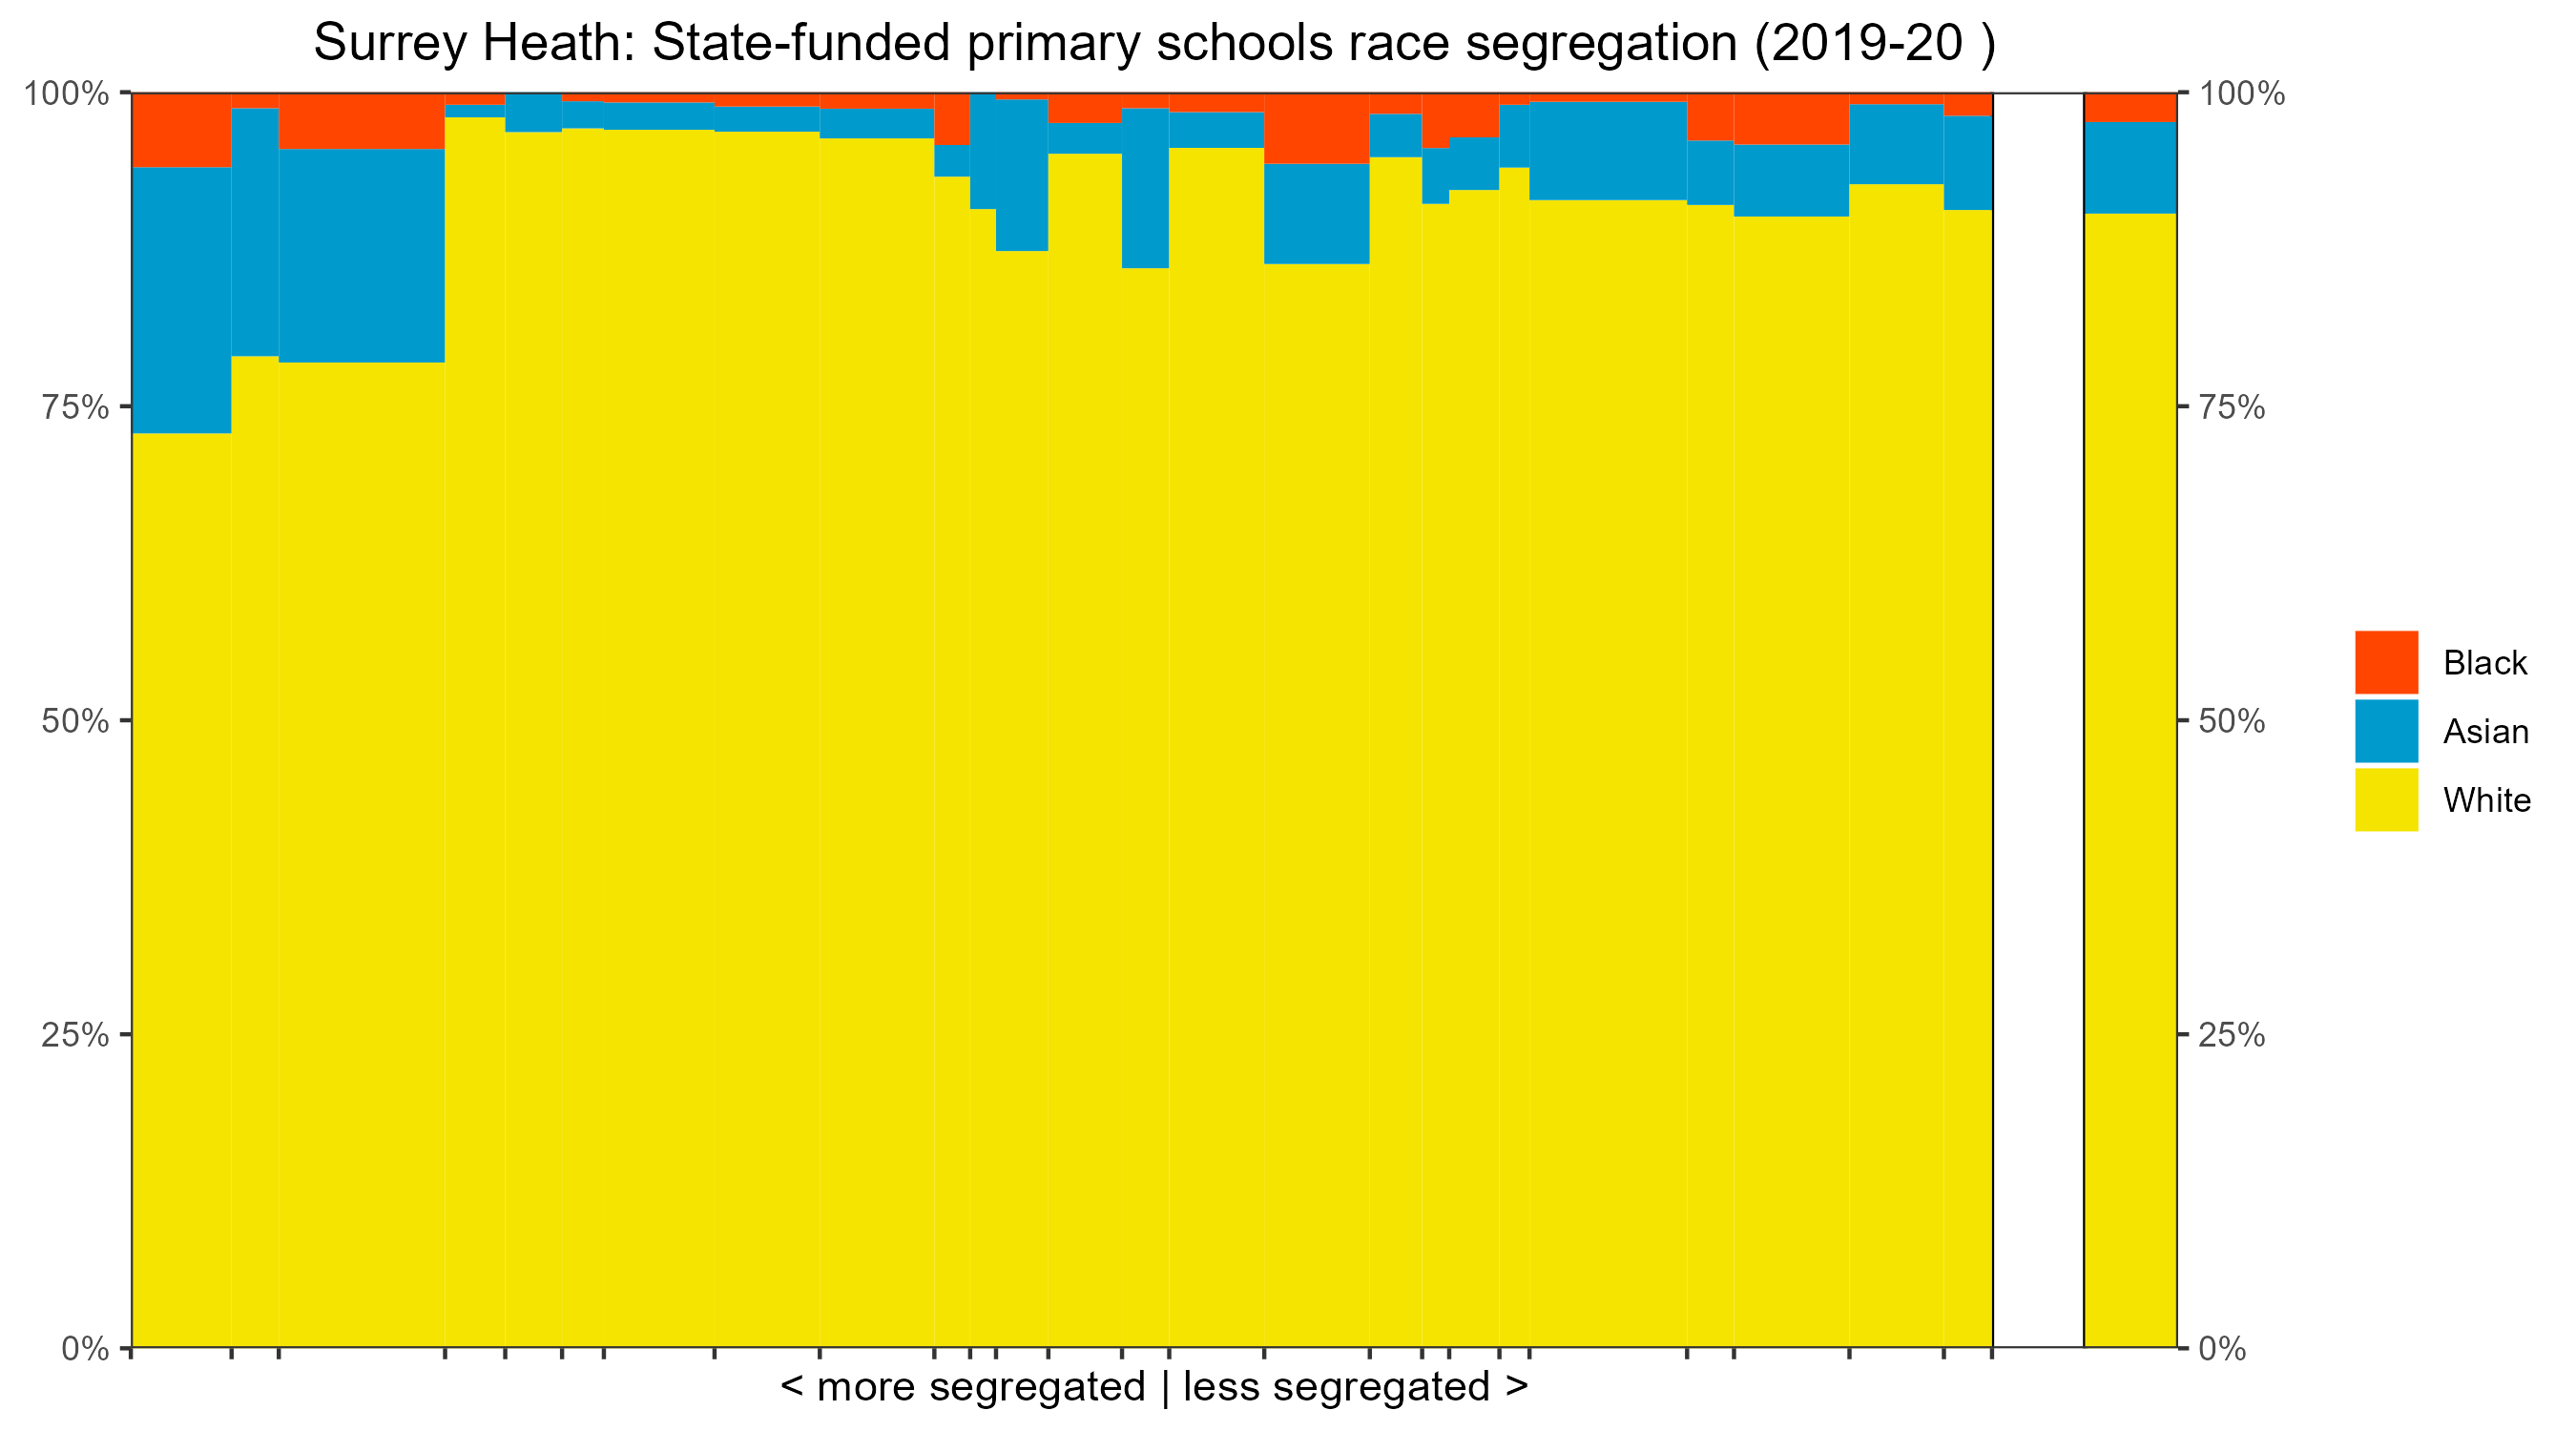 Surrey Heath: State-funded primary schools race segregation (2019-20 )
100%
75%
50%
25%
0%
100%
75%
50%
25%
0%
Black
Asian
White
< more segregated | less segregated >